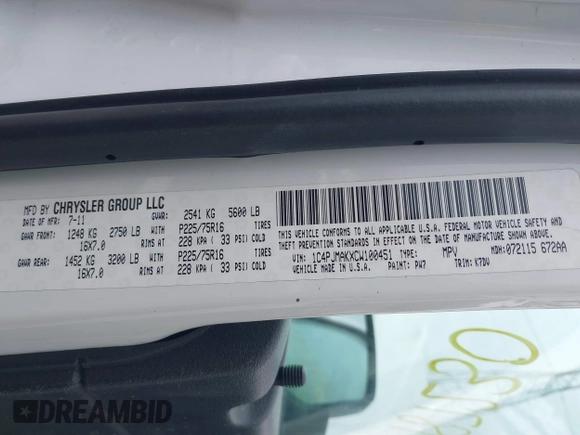 MFD BY CHRYSLER GROUP LLC
DATE OF MFR: 7-11 GVWR: 2541 KG 5600 LB
GAWR FRONT: 1248 KG 2750 LB P225/75R16 TIRES
16X7.0 RIMS AT 228 KPA ( 33 PSI) COLD
GAWR REAR: 1452 KG 3200 LB P225/75R16 TIRES
16X7.0 RIMS AT 228 KPA ( 33 PSI) COLD
THIS VEHICLE CONFORMS TO ALL APPLICABLE U.S.A. FEDERAL MOTOR VEHICLE SAFETY AND
THEFT PREVENTION STANDARDS IN EFFECT ON THE DATE OF MANUFACTURE SHOWN ABOVE.
VIN: 1C4PJMAKXCW100451 TYPE: MPV MDH: 072115 672AA
MADE IN U.S.A. PAINT: PW7 TRIM: K7DV
DREAMBID